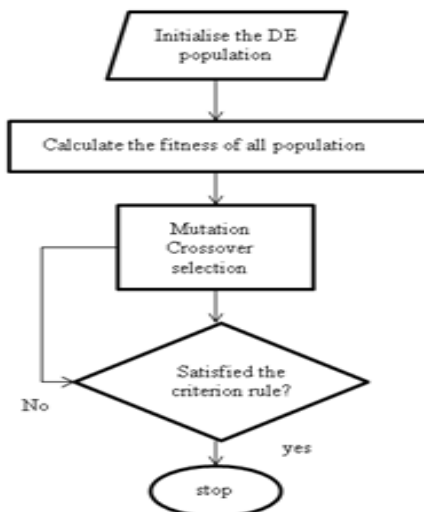 Initialise the DE
population
Calculate the fitness of all population
Mutation
Crossover
selection
Satisfied the
criterion rule?
No
yes
stop